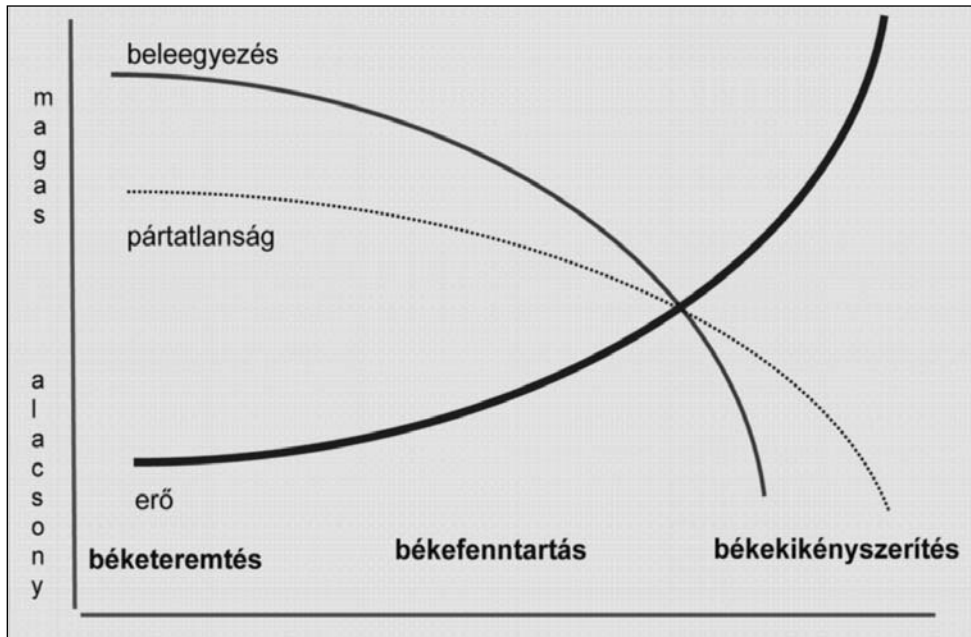 beleegyezés
magas
pártatlanság
alacsony
erő
béketeremtés
békefenntartás
békekikényszerítés